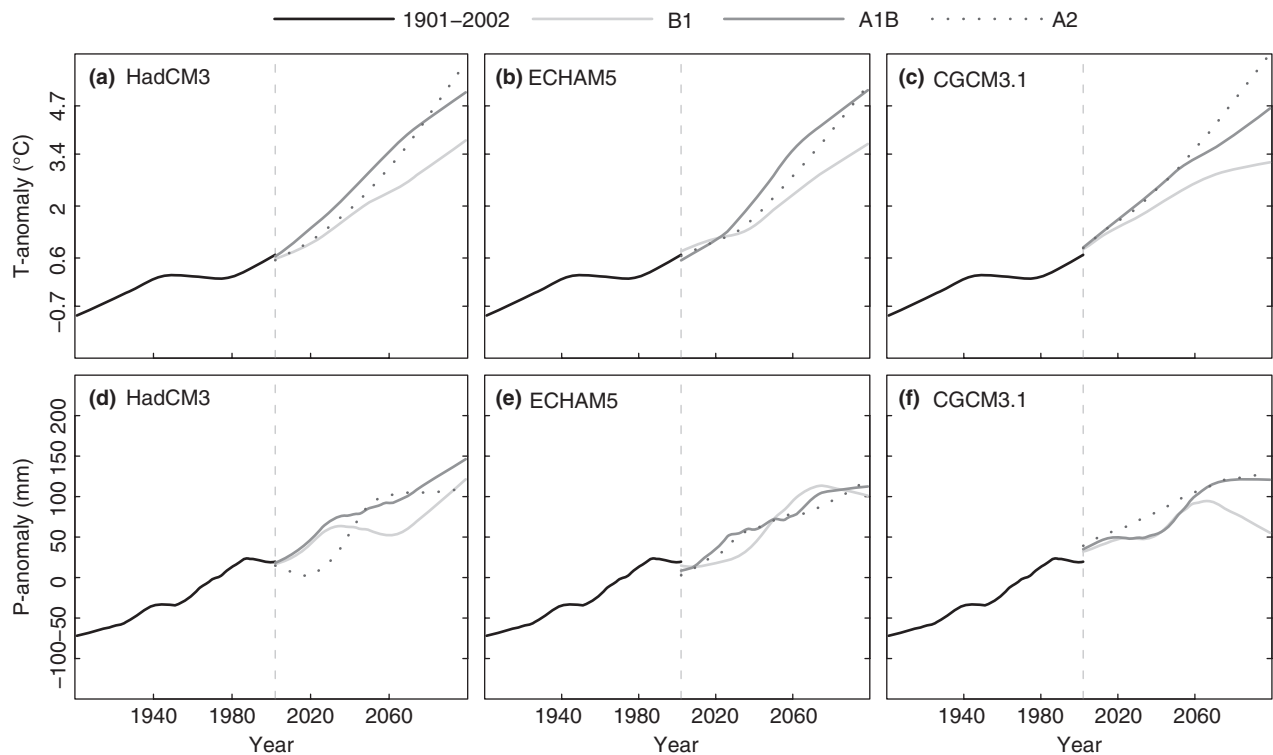 1901–2002 B1 A1B A2
(a) HadCM3
(b) ECHAM5
(c) CGCM3.1
T-anomaly (°C)
4.7
3.4
2
0.6
−0.7
(d) HadCM3
(e) ECHAM5
(f) CGCM3.1
P-anomaly (mm)
−100 −50 0 50 100 150 200
1940 1980 2020 2060
1940 1980 2020 2060
1940 1980 2020 2060
Year Year Year